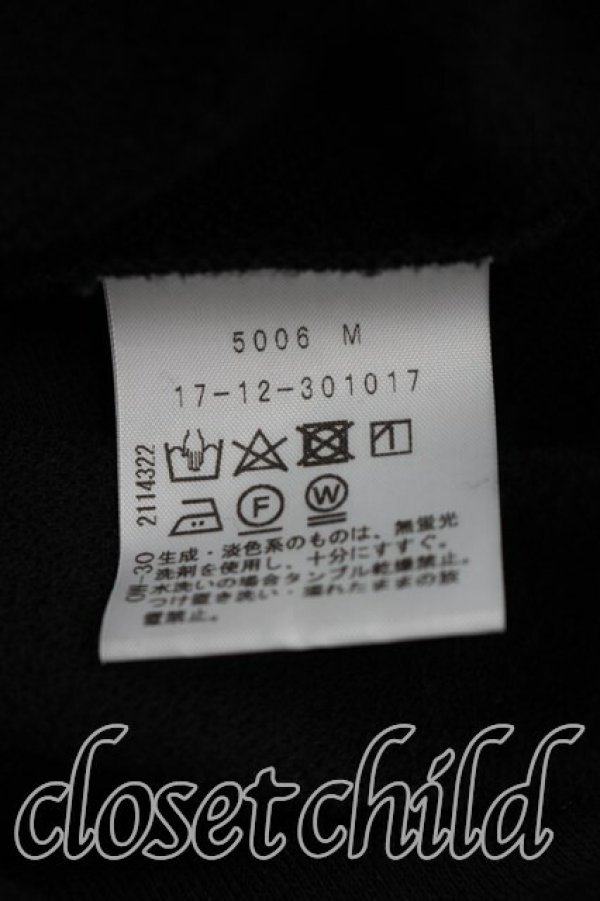 5006 M
17-12-301017
2114322
OM-30
F
W
生成・淡色系のものは、無蛍光
洗剤を使用し、十分にすすぐ。
水洗いの場合タンブル乾燥禁止。
つけ置き洗い・濡れたままの放
置禁止。
closetchild